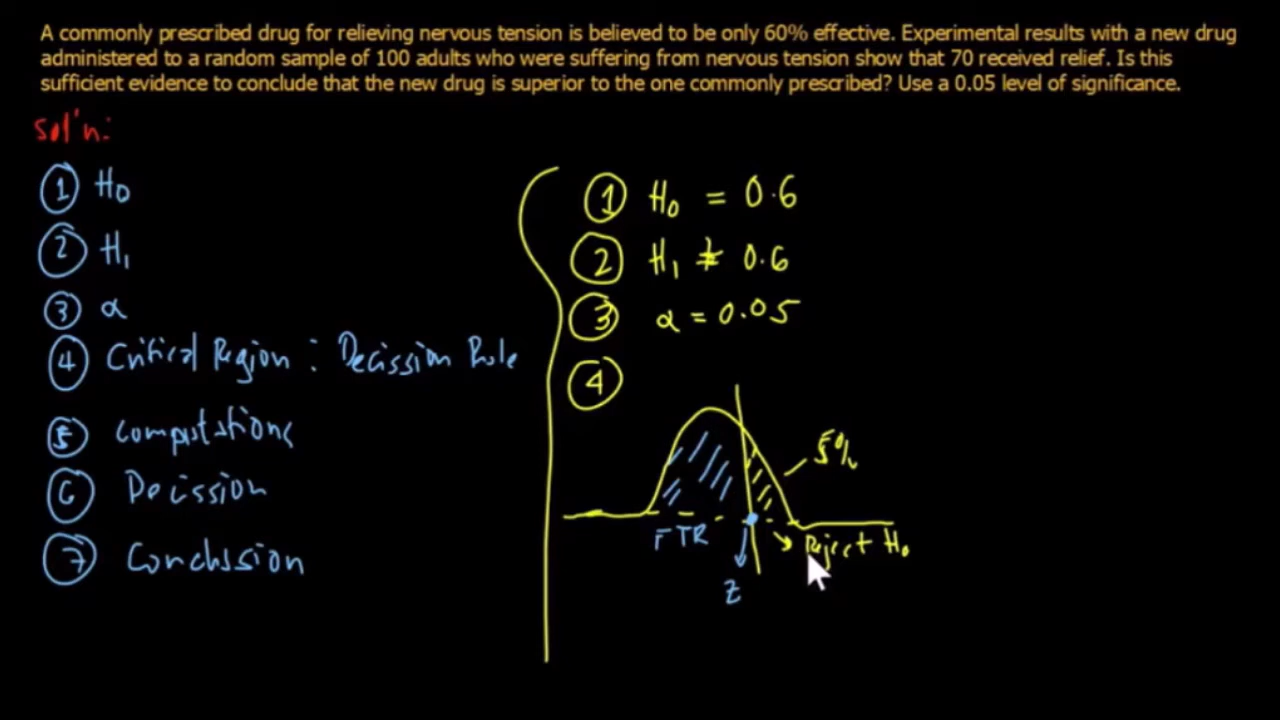 A commonly prescribed drug for relieving nervous tension is believed to be only 60% effective. Experimental results with a new drug
administered to a random sample of 100 adults who were suffering from nervous tension show that 70 received relief. Is this
sufficient evidence to conclude that the new drug is superior to the one commonly prescribed? Use a 0.05 level of significance.
Sol'n:
1 H0
2 H1
3 α
4 Critical Region : Decission Rule
5 Computations
6 Decission
7 Conclussion
1 H0 = 0.6
2 H1 ≠ 0.6
3 α = 0.05
4
5%
FTR
Reject H0
Z